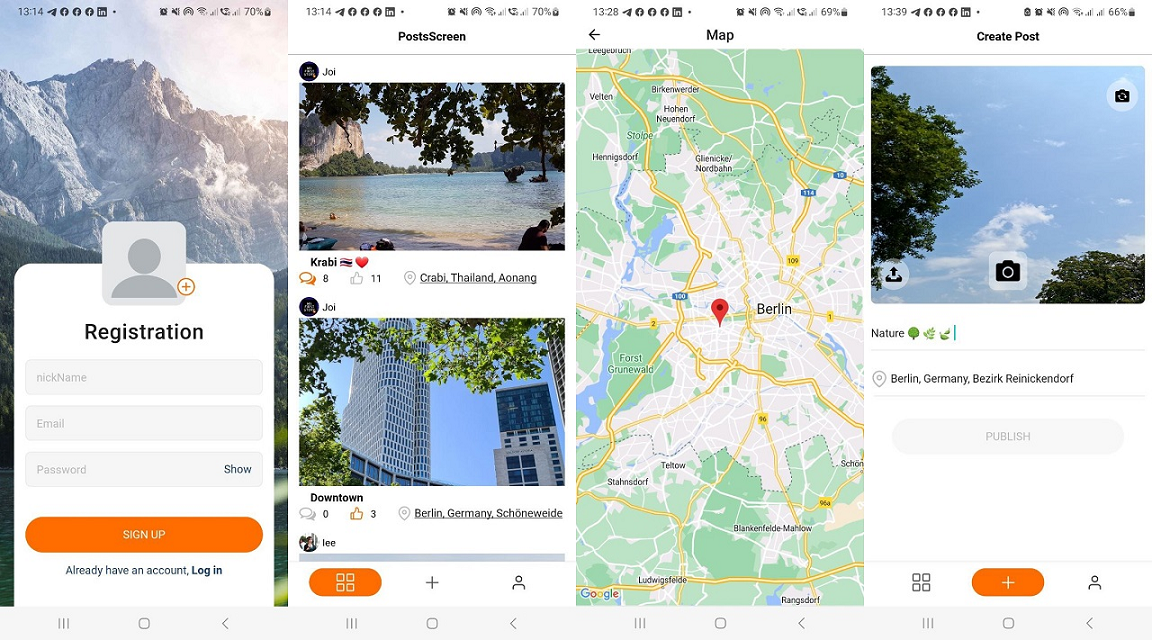 13:14
70%
Registration
nickName
Email
Password
Show
SIGN UP
Already have an account, Log in
13:14
70%
PostsScreen
Joi
Krabi 🇹🇭 ❤️
8
11
Crabi, Thailand, Aonang
Joi
Downtown
0
3
Berlin, Germany, Schöneweide
lee
13:28
69%
Map
Leegebruch
Birkenwerder
Velten
Hohen
Neuendorf
Stolpe
Hennigsdorf
Glienicke/
Nordbahn
10
114
109
100
Berlin
2
1
Forst
Grunewald
96
Teltow
Schön
Stahnsdorf
96a
Blankenfelde-Mahlow
Ludwigsfelde
Google
Rangsdorf
13:39
66%
Create Post
Nature 🌳 🌿 🍃
Berlin, Germany, Bezirk Reinickendorf
PUBLISH